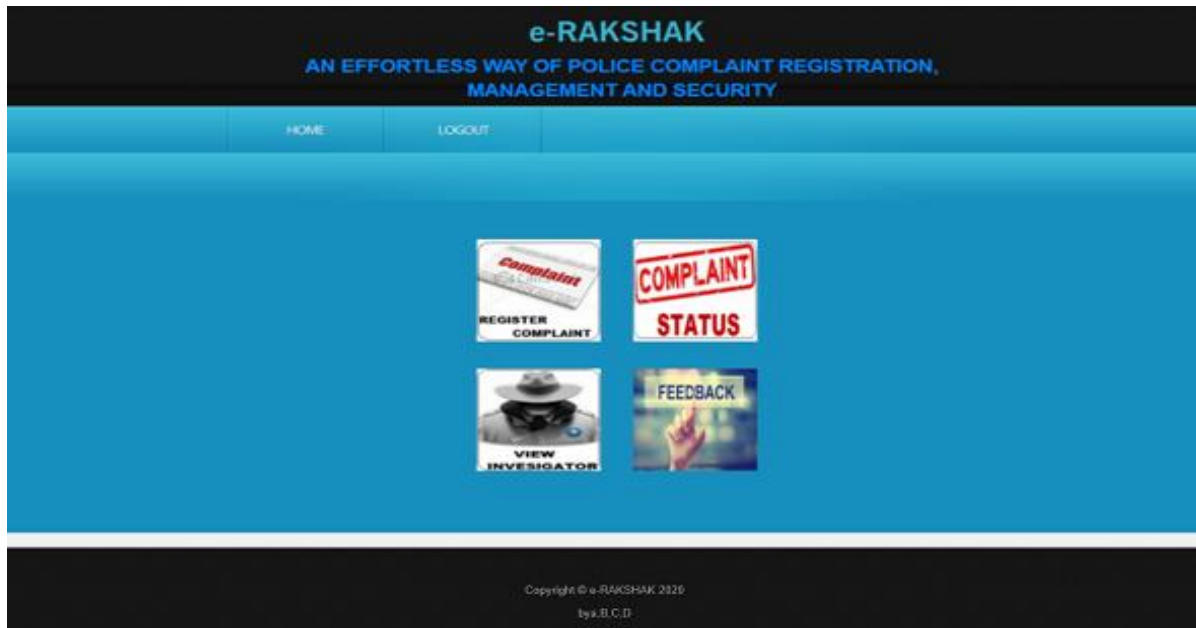 e-RAKSHAK
AN EFFORTLESS WAY OF POLICE COMPLAINT REGISTRATION,
MANAGEMENT AND SECURITY
HOME
LOGOUT
Complaint
REGISTER
COMPLAINT
COMPLAINT
STATUS
VIEW
INVESIGATOR
FEEDBACK
Copyright © e-RAKSHAK 2020
bya,B,C,D